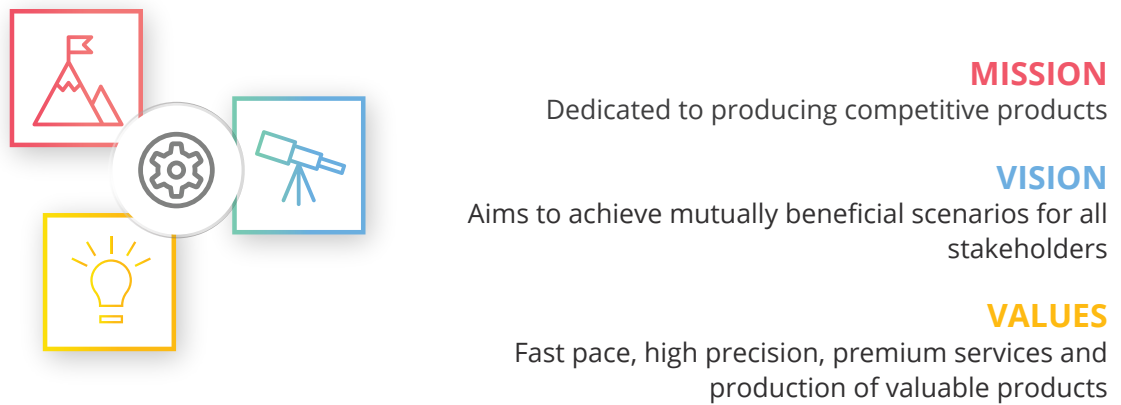 MISSION
Dedicated to producing competitive products
VISION
Aims to achieve mutually beneficial scenarios for all
stakeholders
VALUES
Fast pace, high precision, premium services and
production of valuable products